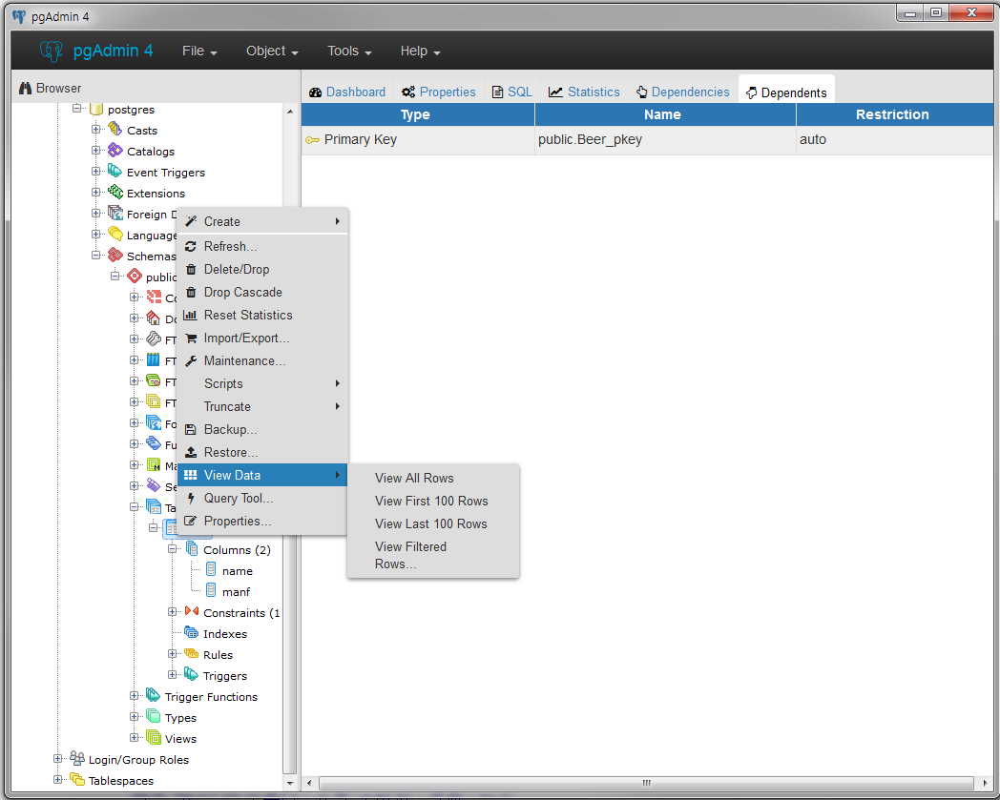 pgAdmin 4
pgAdmin 4 File Object Tools Help
Browser
Dashboard Properties SQL Statistics Dependencies Dependents
Type Name Restriction
Primary Key public.Beer_pkey auto
postgres
Casts
Catalogs
Event Triggers
Extensions
Foreign D
Language
Schemas
public
Co
Do
FT
FT
FT
FT
Fo
Fu
Ma
Se
Ta
Columns (2)
name
manf
Constraints (1
Indexes
Rules
Triggers
Trigger Functions
Types
Views
Login/Group Roles
Tablespaces
Create
Refresh...
Delete/Drop
Drop Cascade
Reset Statistics
Import/Export...
Maintenance...
Scripts
Truncate
Backup...
Restore...
View Data
Query Tool...
Properties...
View All Rows
View First 100 Rows
View Last 100 Rows
View Filtered
Rows...